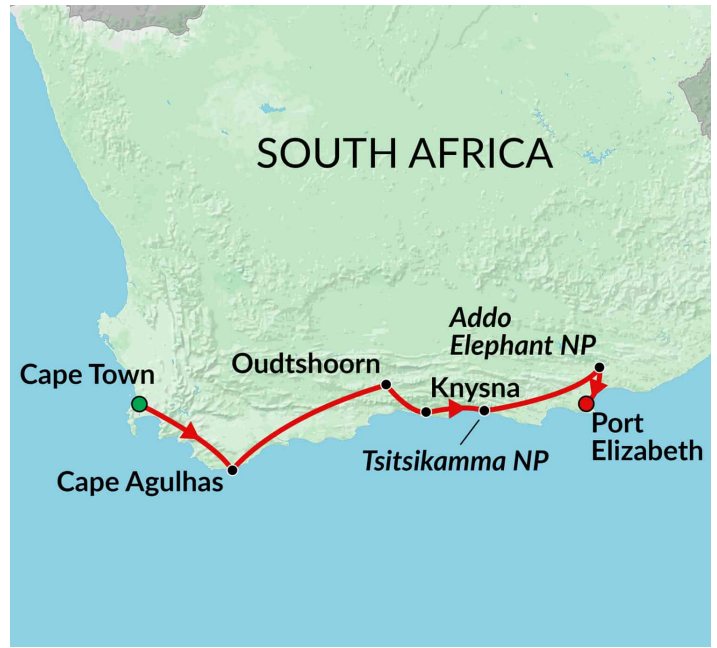 SOUTH AFRICA
Addo
Elephant NP
Oudtshoorn
Cape Town
Knysna
Port
Elizabeth
Tsitsikamma NP
Cape Agulhas